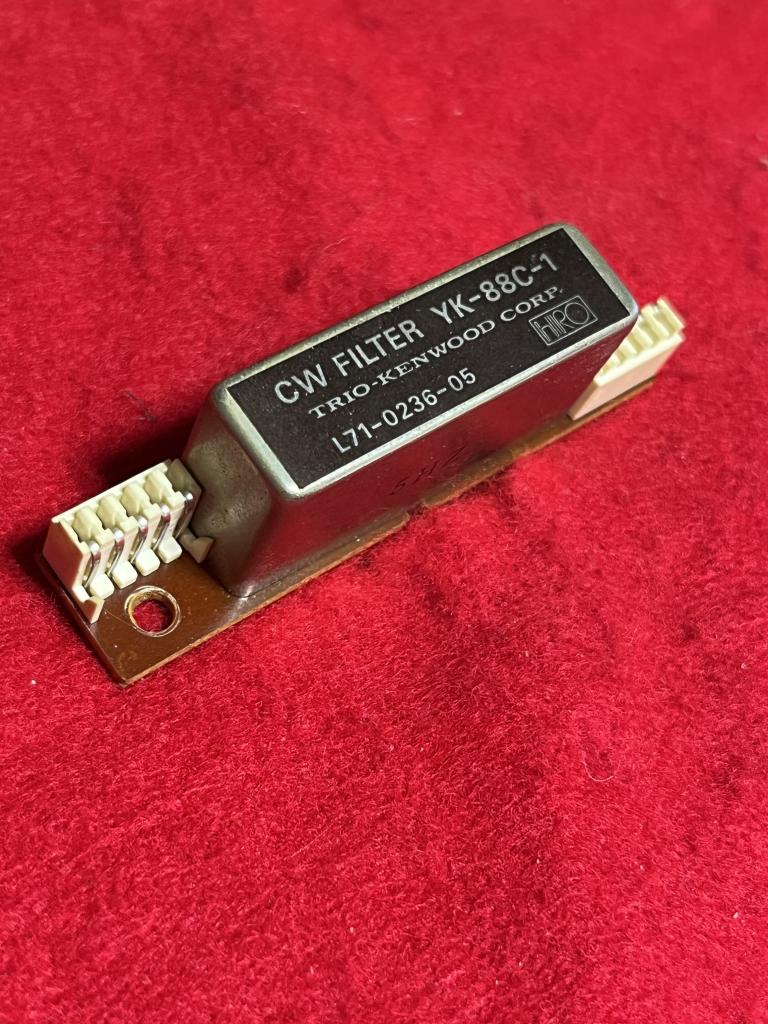 CW FILTER YK-88C-1
TRIO-KENWOOD CORP.
HIRO
L71-0236-05